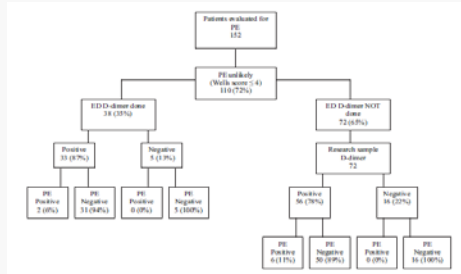 Patients evaluated for
PE
152
PE unlikely
(Wells score ≤ 4)
110 (72%)
ED D-dimer done
38 (35%)
ED D-dimer NOT
done
72 (65%)
Positive
33 (87%)
Negative
5 (13%)
Research sample
D-dimer
72
PE
Positive
2 (6%)
PE
Negative
31 (94%)
PE
Positive
0 (0%)
PE
Negative
5 (100%)
Positive
56 (78%)
Negative
16 (22%)
PE
Positive
6 (11%)
PE
Negative
50 (89%)
PE
Positive
0 (0%)
PE
Negative
16 (100%)